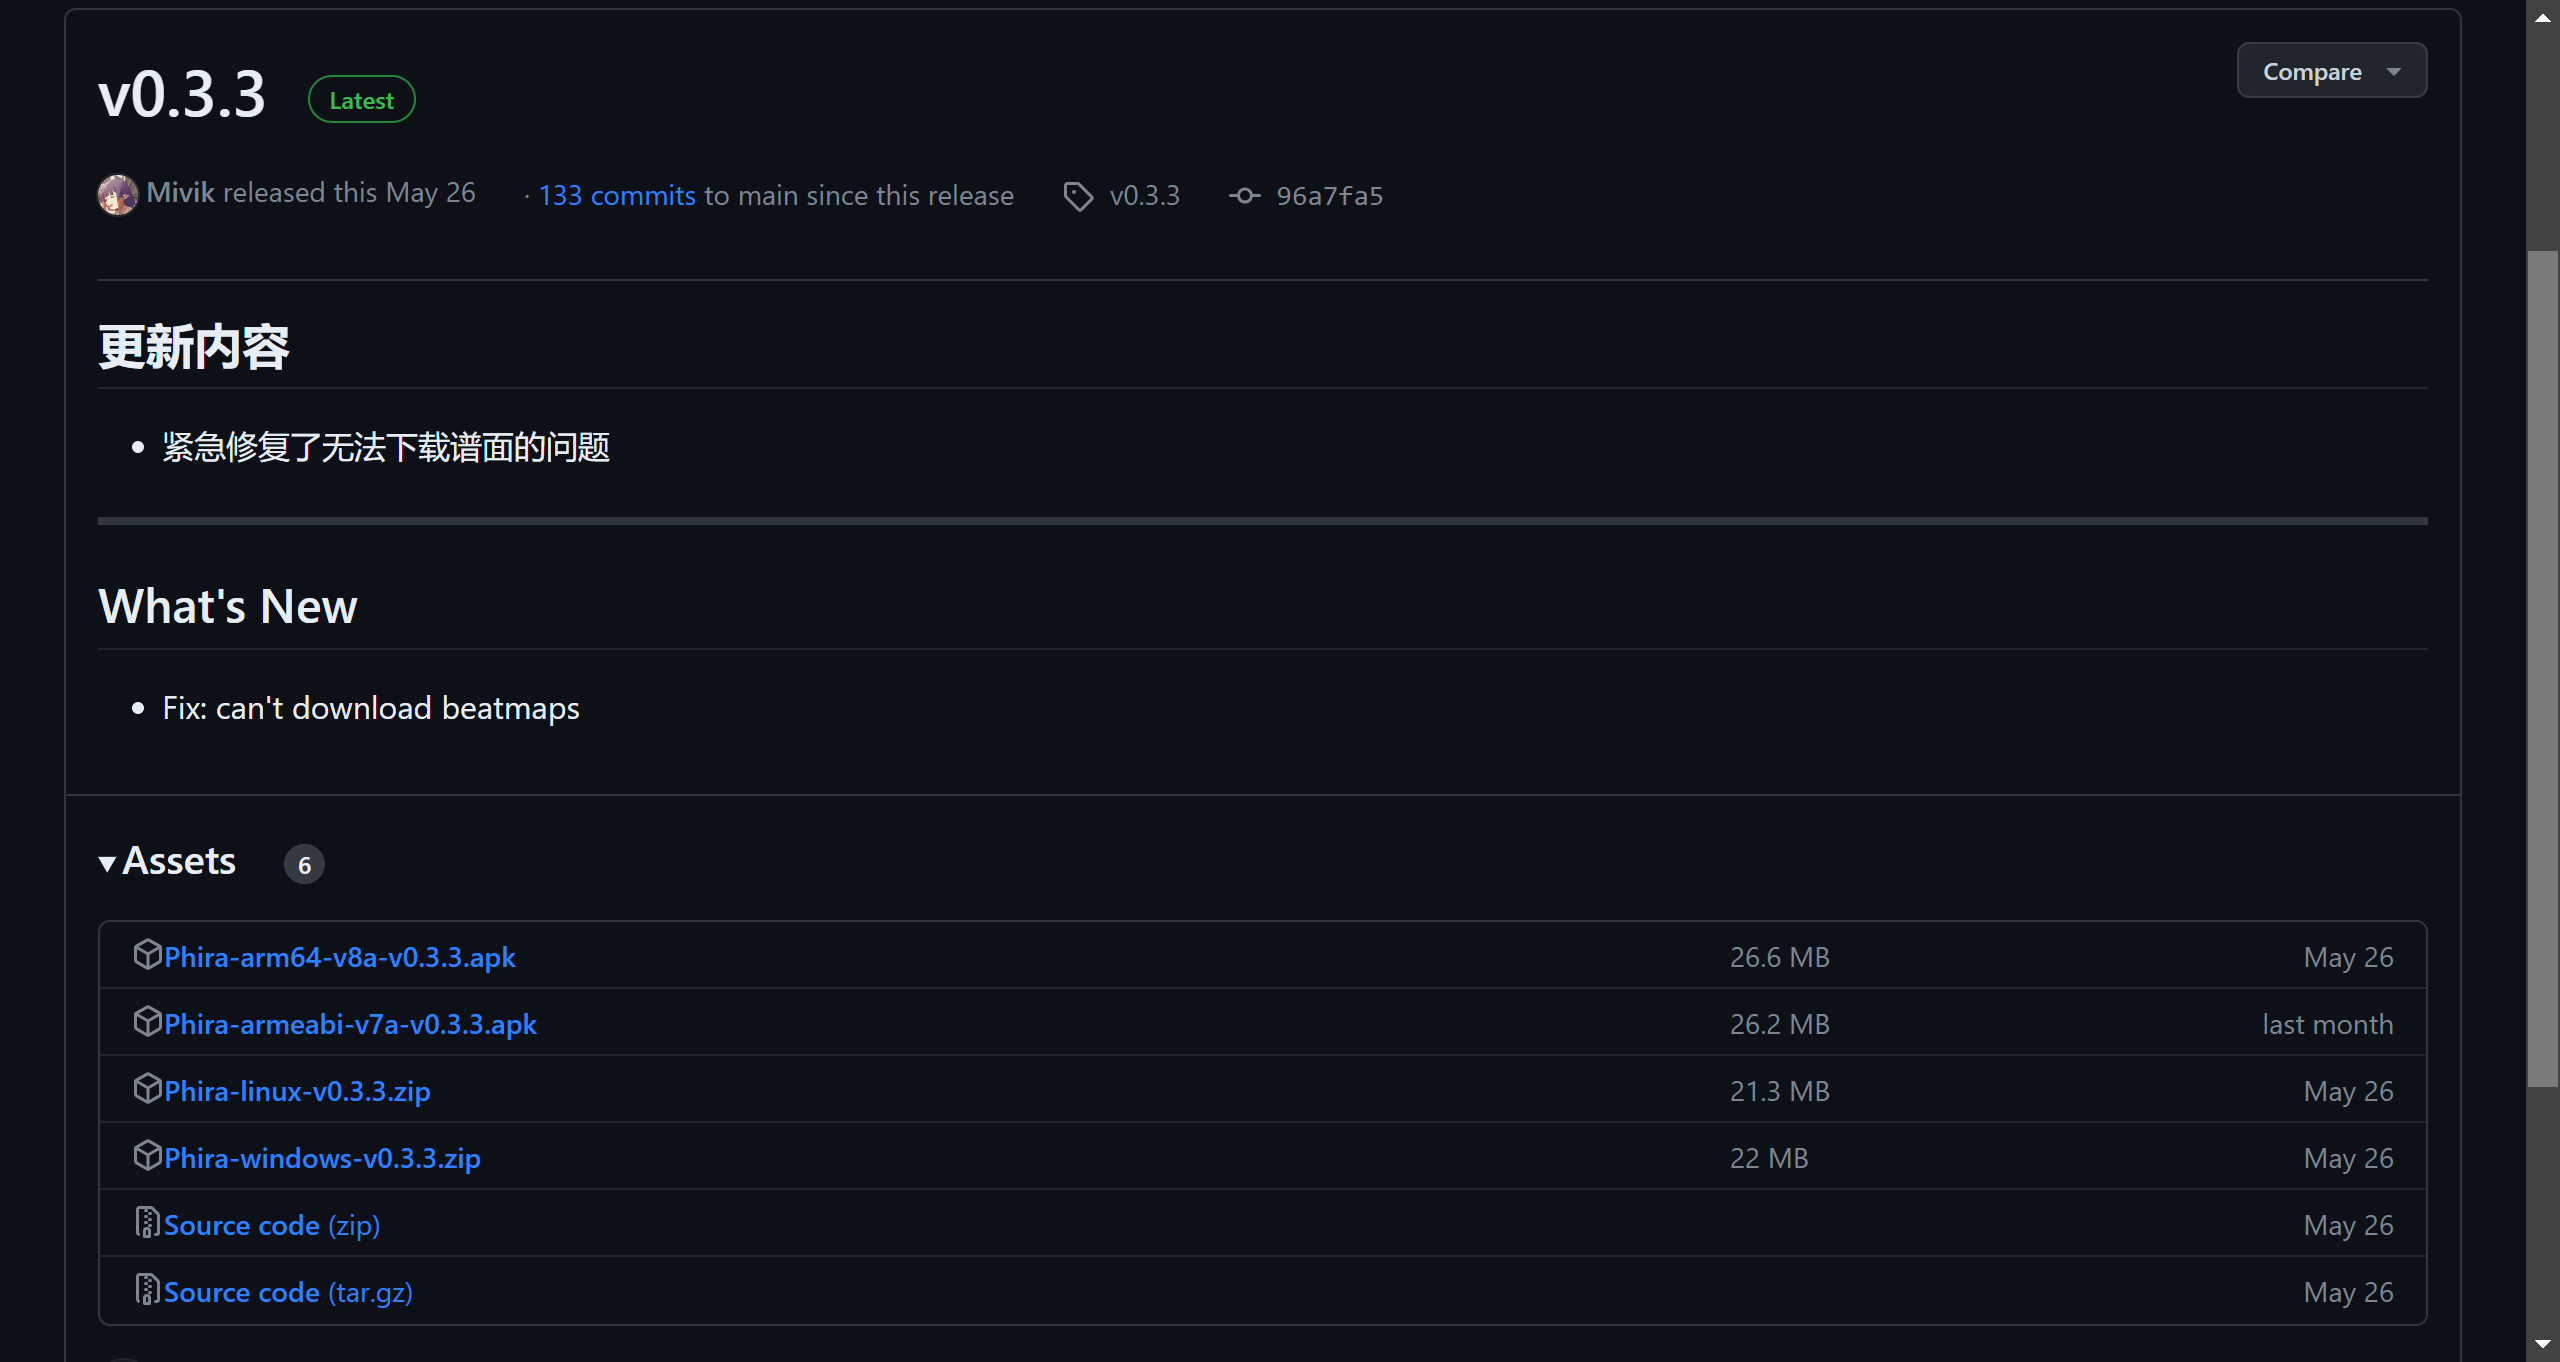 v0.3.3 Latest Compare
Mivik released this May 26 · 133 commits to main since this release v0.3.3 96a7fa5
更新内容
紧急修复了无法下载谱面的问题
What's New
Fix: can't download beatmaps
Assets 6
Phira-arm64-v8a-v0.3.3.apk 26.6 MB May 26
Phira-armeabi-v7a-v0.3.3.apk 26.2 MB last month
Phira-linux-v0.3.3.zip 21.3 MB May 26
Phira-windows-v0.3.3.zip 22 MB May 26
Source code (zip) May 26
Source code (tar.gz) May 26